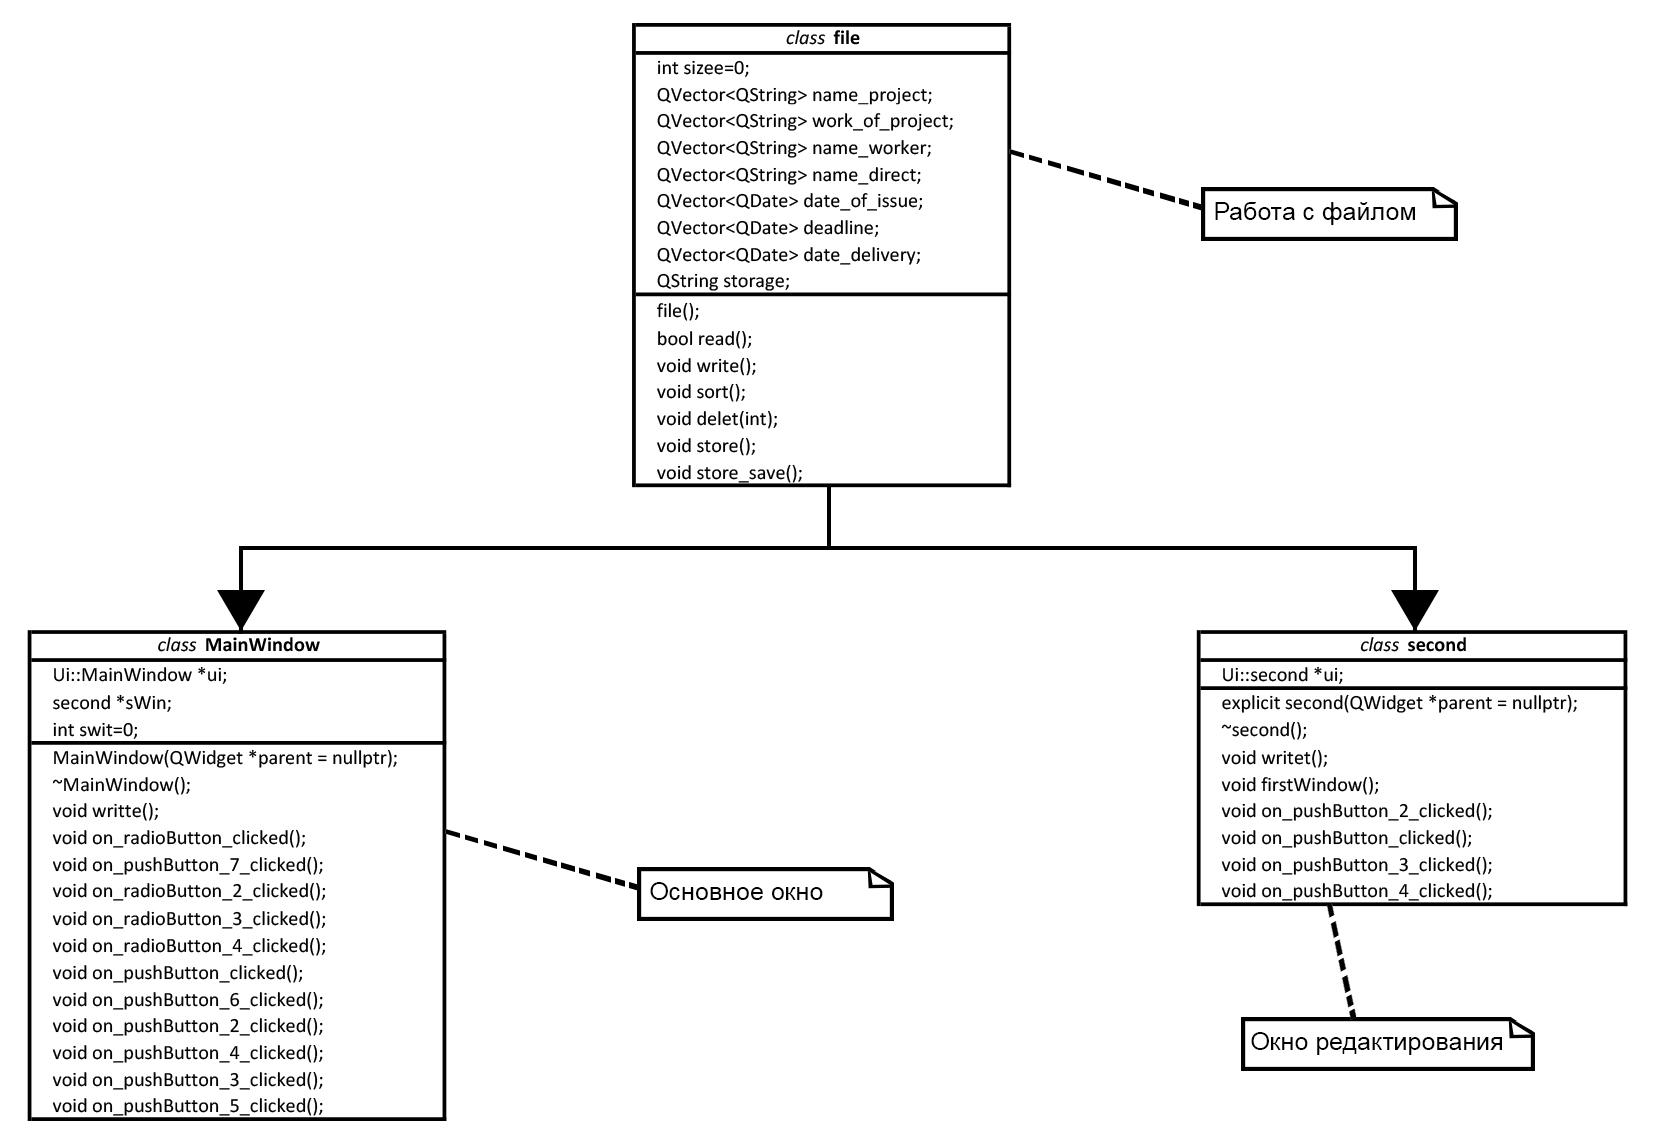 class file
int sizee=0;
QVector<QString> name_project;
QVector<QString> work_of_project;
QVector<QString> name_worker;
QVector<QString> name_direct;
QVector<QDate> date_of_issue;
QVector<QDate> deadline;
QVector<QDate> date_delivery;
QString storage;
file();
bool read();
void write();
void sort();
void delet(int);
void store();
void store_save();
Работа с файлом
class MainWindow
Ui::MainWindow *ui;
second *sWin;
int swit=0;
MainWindow(QWidget *parent = nullptr);
~MainWindow();
void writte();
void on_radioButton_clicked();
void on_pushButton_7_clicked();
void on_radioButton_2_clicked();
void on_radioButton_3_clicked();
void on_radioButton_4_clicked();
void on_pushButton_clicked();
void on_pushButton_6_clicked();
void on_pushButton_2_clicked();
void on_pushButton_4_clicked();
void on_pushButton_3_clicked();
void on_pushButton_5_clicked();
Основное окно
class second
Ui::second *ui;
explicit second(QWidget *parent = nullptr);
~second();
void writet();
void firstWindow();
void on_pushButton_2_clicked();
void on_pushButton_clicked();
void on_pushButton_3_clicked();
void on_pushButton_4_clicked();
Окно редактирования